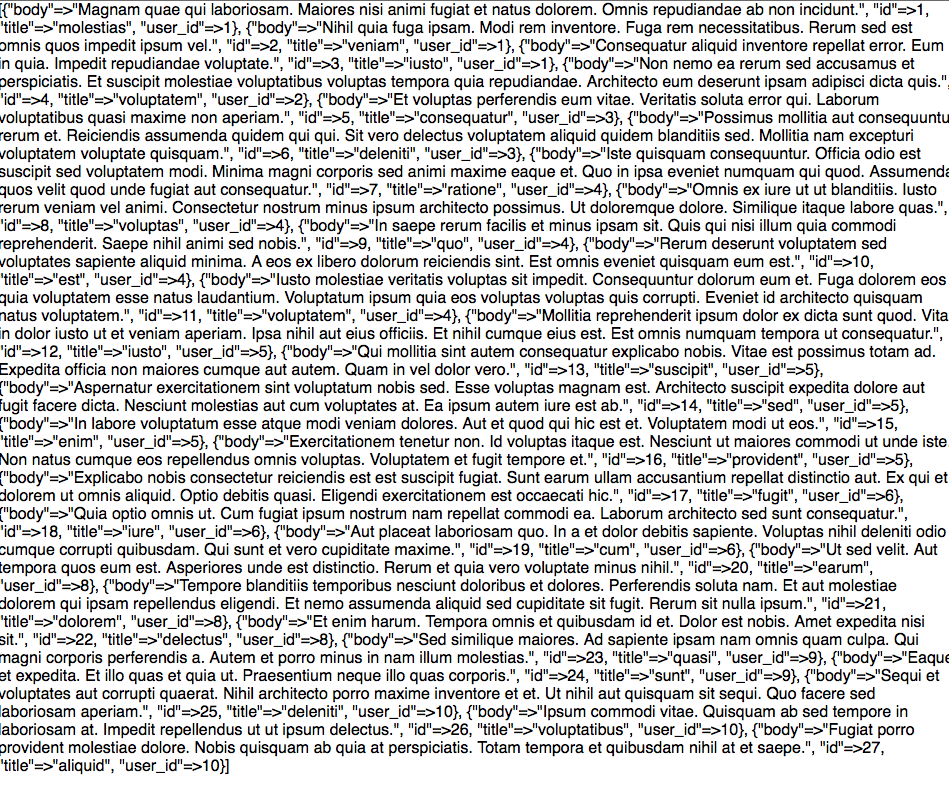 [{"body"=>"Magnam quae qui laboriosam. Maiores nisi animi fugiat et natus dolorem. Omnis repudiandae ab non incidunt.", "id"=>1,
"title"=>"molestias", "user_id"=>1}, {"body"=>"Nihil quia fuga ipsam. Modi rem inventore. Fuga rem necessitatibus. Rerum sed est
omnis quos impedit ipsum vel.", "id"=>2, "title"=>"veniam", "user_id"=>1}, {"body"=>"Consequatur aliquid inventore repellat error. Eum
in quia. Impedit repudiandae voluptate.", "id"=>3, "title"=>"iusto", "user_id"=>1}, {"body"=>"Non nemo ea rerum sed accusamus et
perspiciatis. Et suscipit molestiae voluptatibus voluptas tempora quia repudiandae. Architecto eum deserunt ipsam adipisci dicta quis.",
"id"=>4, "title"=>"voluptatem", "user_id"=>2}, {"body"=>"Et voluptas perferendis eum vitae. Veritatis soluta error qui. Laborum
voluptatibus quasi maxime non aperiam.", "id"=>5, "title"=>"consequatur", "user_id"=>3}, {"body"=>"Possimus mollitia aut consequuntu
rerum et. Reiciendis assumenda quidem qui qui. Sit vero delectus voluptatem aliquid quidem blanditiis sed. Mollitia nam excepturi
voluptatem voluptate quisquam.", "id"=>6, "title"=>"deleniti", "user_id"=>3}, {"body"=>"Iste quisquam consequuntur. Officia odio est
suscipit sed voluptatem modi. Minima magni corporis sed animi maxime eaque et. Quo in ipsa eveniet numquam qui quod. Assumenda
quos velit quod unde fugiat aut consequatur.", "id"=>7, "title"=>"ratione", "user_id"=>4}, {"body"=>"Omnis ex iure ut ut blanditiis. Iusto
rerum veniam vel animi. Consectetur nostrum minus ipsum architecto possimus. Ut doloremque dolore. Similique itaque labore quas.",
"id"=>8, "title"=>"voluptas", "user_id"=>4}, {"body"=>"In saepe rerum facilis et minus ipsam sit. Quis qui nisi illum quia commodi
reprehenderit. Saepe nihil animi sed nobis.", "id"=>9, "title"=>"quo", "user_id"=>4}, {"body"=>"Rerum deserunt voluptatem sed
voluptates sapiente aliquid minima. A eos ex libero dolorum reiciendis sint. Est omnis eveniet quisquam eum est.", "id"=>10,
"title"=>"est", "user_id"=>4}, {"body"=>"Iusto molestiae veritatis voluptas sit impedit. Consequuntur dolorum eum et. Fuga dolorem eos
quia voluptatem esse natus laudantium. Voluptatum ipsum quia eos voluptas voluptas quis corrupti. Eveniet id architecto quisquam
natus voluptatem.", "id"=>11, "title"=>"voluptatem", "user_id"=>4}, {"body"=>"Mollitia reprehenderit ipsum dolor ex dicta sunt quod. Vita
in dolor iusto ut et veniam aperiam. Ipsa nihil aut eius officiis. Et nihil cumque eius est. Est omnis numquam tempora ut consequatur."
"id"=>12, "title"=>"iusto", "user_id"=>5}, {"body"=>"Qui mollitia sint autem consequatur explicabo nobis. Vitae est possimus totam ad.
Expedita officia non maiores cumque aut autem. Quam in vel dolor vero.", "id"=>13, "title"=>"suscipit", "user_id"=>5},
{"body"=>"Aspernatur exercitationem sint voluptatum nobis sed. Esse voluptas magnam est. Architecto suscipit expedita dolore aut
fugit facere dicta. Nesciunt molestias aut cum voluptates at. Ea ipsum autem iure est ab.", "id"=>14, "title"=>"sed", "user_id"=>5},
{"body"=>"In labore voluptatum esse atque modi veniam dolores. Aut et quod qui hic est et. Voluptatem modi ut eos.", "id"=>15,
"title"=>"enim", "user_id"=>5}, {"body"=>"Exercitationem tenetur non. Id voluptas itaque est. Nesciunt ut maiores commodi ut unde iste
Non natus cumque eos repellendus omnis voluptas. Voluptatem et fugit tempore et.", "id"=>16, "title"=>"provident", "user_id"=>5},
{"body"=>"Explicabo nobis consectetur reiciendis est est suscipit fugiat. Sunt earum ullam accusantium repellat distinctio aut. Ex qui et
dolorem ut omnis aliquid. Optio debitis quasi. Eligendi exercitationem est occaecati hic.", "id"=>17, "title"=>"fugit", "user_id"=>6},
{"body"=>"Quia optio omnis ut. Cum fugiat ipsum nostrum nam repellat commodi ea. Laborum architecto sed sunt consequatur.",
"id"=>18, "title"=>"iure", "user_id"=>6}, {"body"=>"Aut placeat laboriosam quo. In a et dolor debitis sapiente. Voluptas nihil deleniti odio
cumque corrupti quibusdam. Qui sunt et vero cupiditate maxime.", "id"=>19, "title"=>"cum", "user_id"=>6}, {"body"=>"Ut sed velit. Aut
tempora quos eum est. Asperiores unde est distinctio. Rerum et quia vero voluptate minus nihil.", "id"=>20, "title"=>"earum",
"user_id"=>8}, {"body"=>"Tempore blanditiis temporibus nesciunt doloribus et dolores. Perferendis soluta nam. Et aut molestiae
dolorem qui ipsam repellendus eligendi. Et nemo assumenda aliquid sed cupiditate sit fugit. Rerum sit nulla ipsum.", "id"=>21,
"title"=>"dolorem", "user_id"=>8}, {"body"=>"Et enim harum. Tempora omnis et quibusdam id et. Dolor est nobis. Amet expedita nisi
sit.", "id"=>22, "title"=>"delectus", "user_id"=>8}, {"body"=>"Sed similique maiores. Ad sapiente ipsam nam omnis quam culpa. Qui
magni corporis perferendis a. Autem et porro minus in nam illum molestias.", "id"=>23, "title"=>"quasi", "user_id"=>9}, {"body"=>"Eaque
et expedita. Et illo quas et quia ut. Praesentium neque illo quas corporis.", "id"=>24, "title"=>"sunt", "user_id"=>9}, {"body"=>"Sequi et
voluptates aut corrupti quaerat. Nihil architecto porro maxime inventore et et. Ut nihil aut quisquam sit sequi. Quo facere sed
laboriosam aperiam.", "id"=>25, "title"=>"deleniti", "user_id"=>10}, {"body"=>"Ipsum commodi vitae. Quisquam ab sed tempore in
laboriosam at. Impedit repellendus ut ut ipsum delectus.", "id"=>26, "title"=>"voluptatibus", "user_id"=>10}, {"body"=>"Fugiat porro
provident molestiae dolore. Nobis quisquam ab quia at perspiciatis. Totam tempora et quibusdam nihil at et saepe.", "id"=>27,
"title"=>"aliquid", "user_id"=>10}]